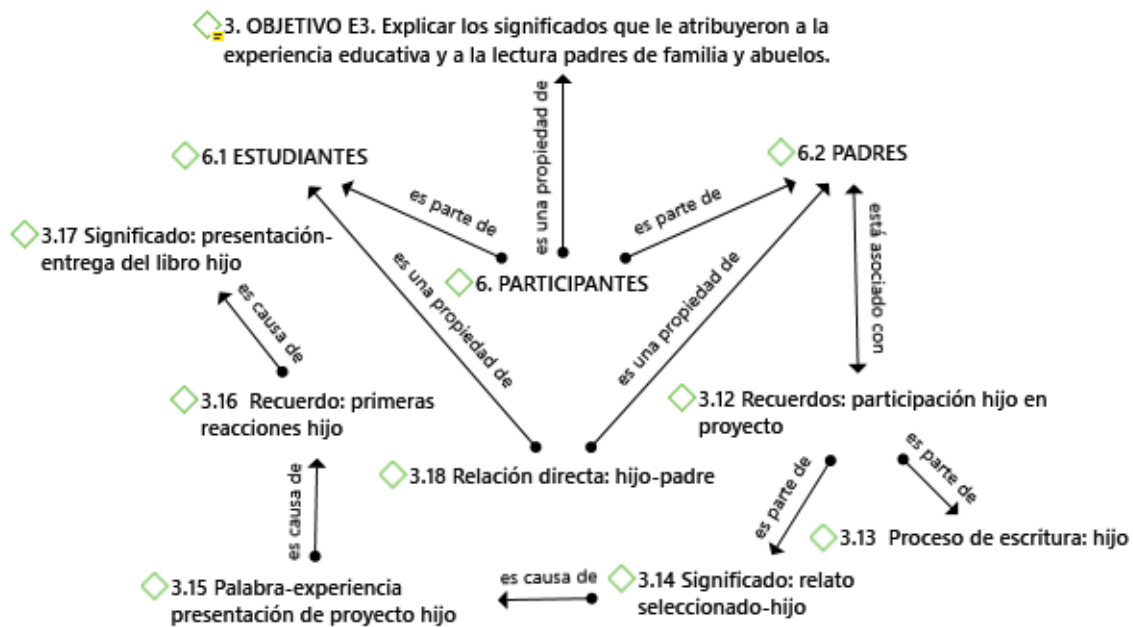 3. OBJETIVO E3. Explicar los significados que le atribuyeron a la
experiencia educativa y a la lectura padres de familia y abuelos.
es una propiedad de
6.1 ESTUDIANTES
6.2 PADRES
es parte de
es parte de
está asociado con
3.17 Significado: presentación-
entrega del libro hijo
6. PARTICIPANTES
es una propiedad de
es una propiedad de
es causa de
3.16 Recuerdo: primeras
reacciones hijo
3.12 Recuerdos: participación hijo en
proyecto
3.18 Relación directa: hijo-padre
es causa de
es parte de
es parte de
3.13 Proceso de escritura: hijo
3.15 Palabra-experiencia
presentación de proyecto hijo
es causa de
3.14 Significado: relato
seleccionado-hijo